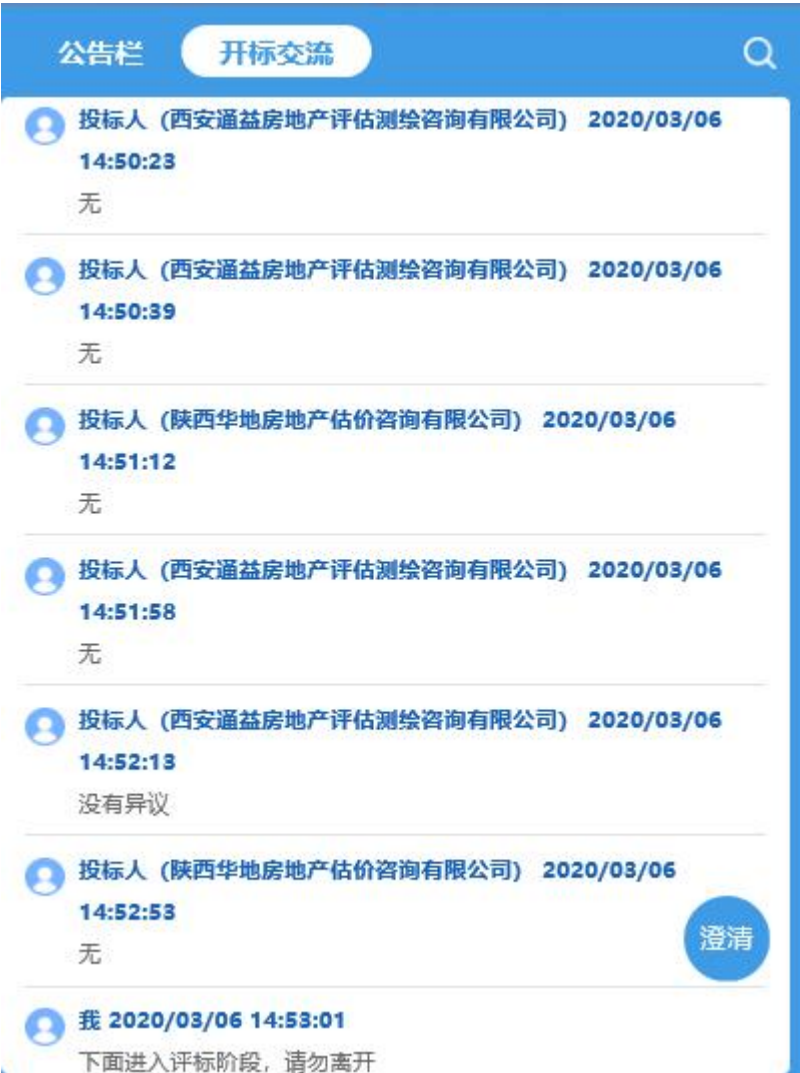 公告栏 开标交流
投标人（西安通益房地产评估测绘咨询有限公司） 2020/03/06
14:50:23
无
投标人（西安通益房地产评估测绘咨询有限公司） 2020/03/06
14:50:39
无
投标人（陕西华地房地产估价咨询有限公司） 2020/03/06
14:51:12
无
投标人（西安通益房地产评估测绘咨询有限公司） 2020/03/06
14:51:58
无
投标人（西安通益房地产评估测绘咨询有限公司） 2020/03/06
14:52:13
没有异议
投标人（陕西华地房地产估价咨询有限公司） 2020/03/06
14:52:53
无
澄清
我 2020/03/06 14:53:01
下面进入评标阶段，请勿离开